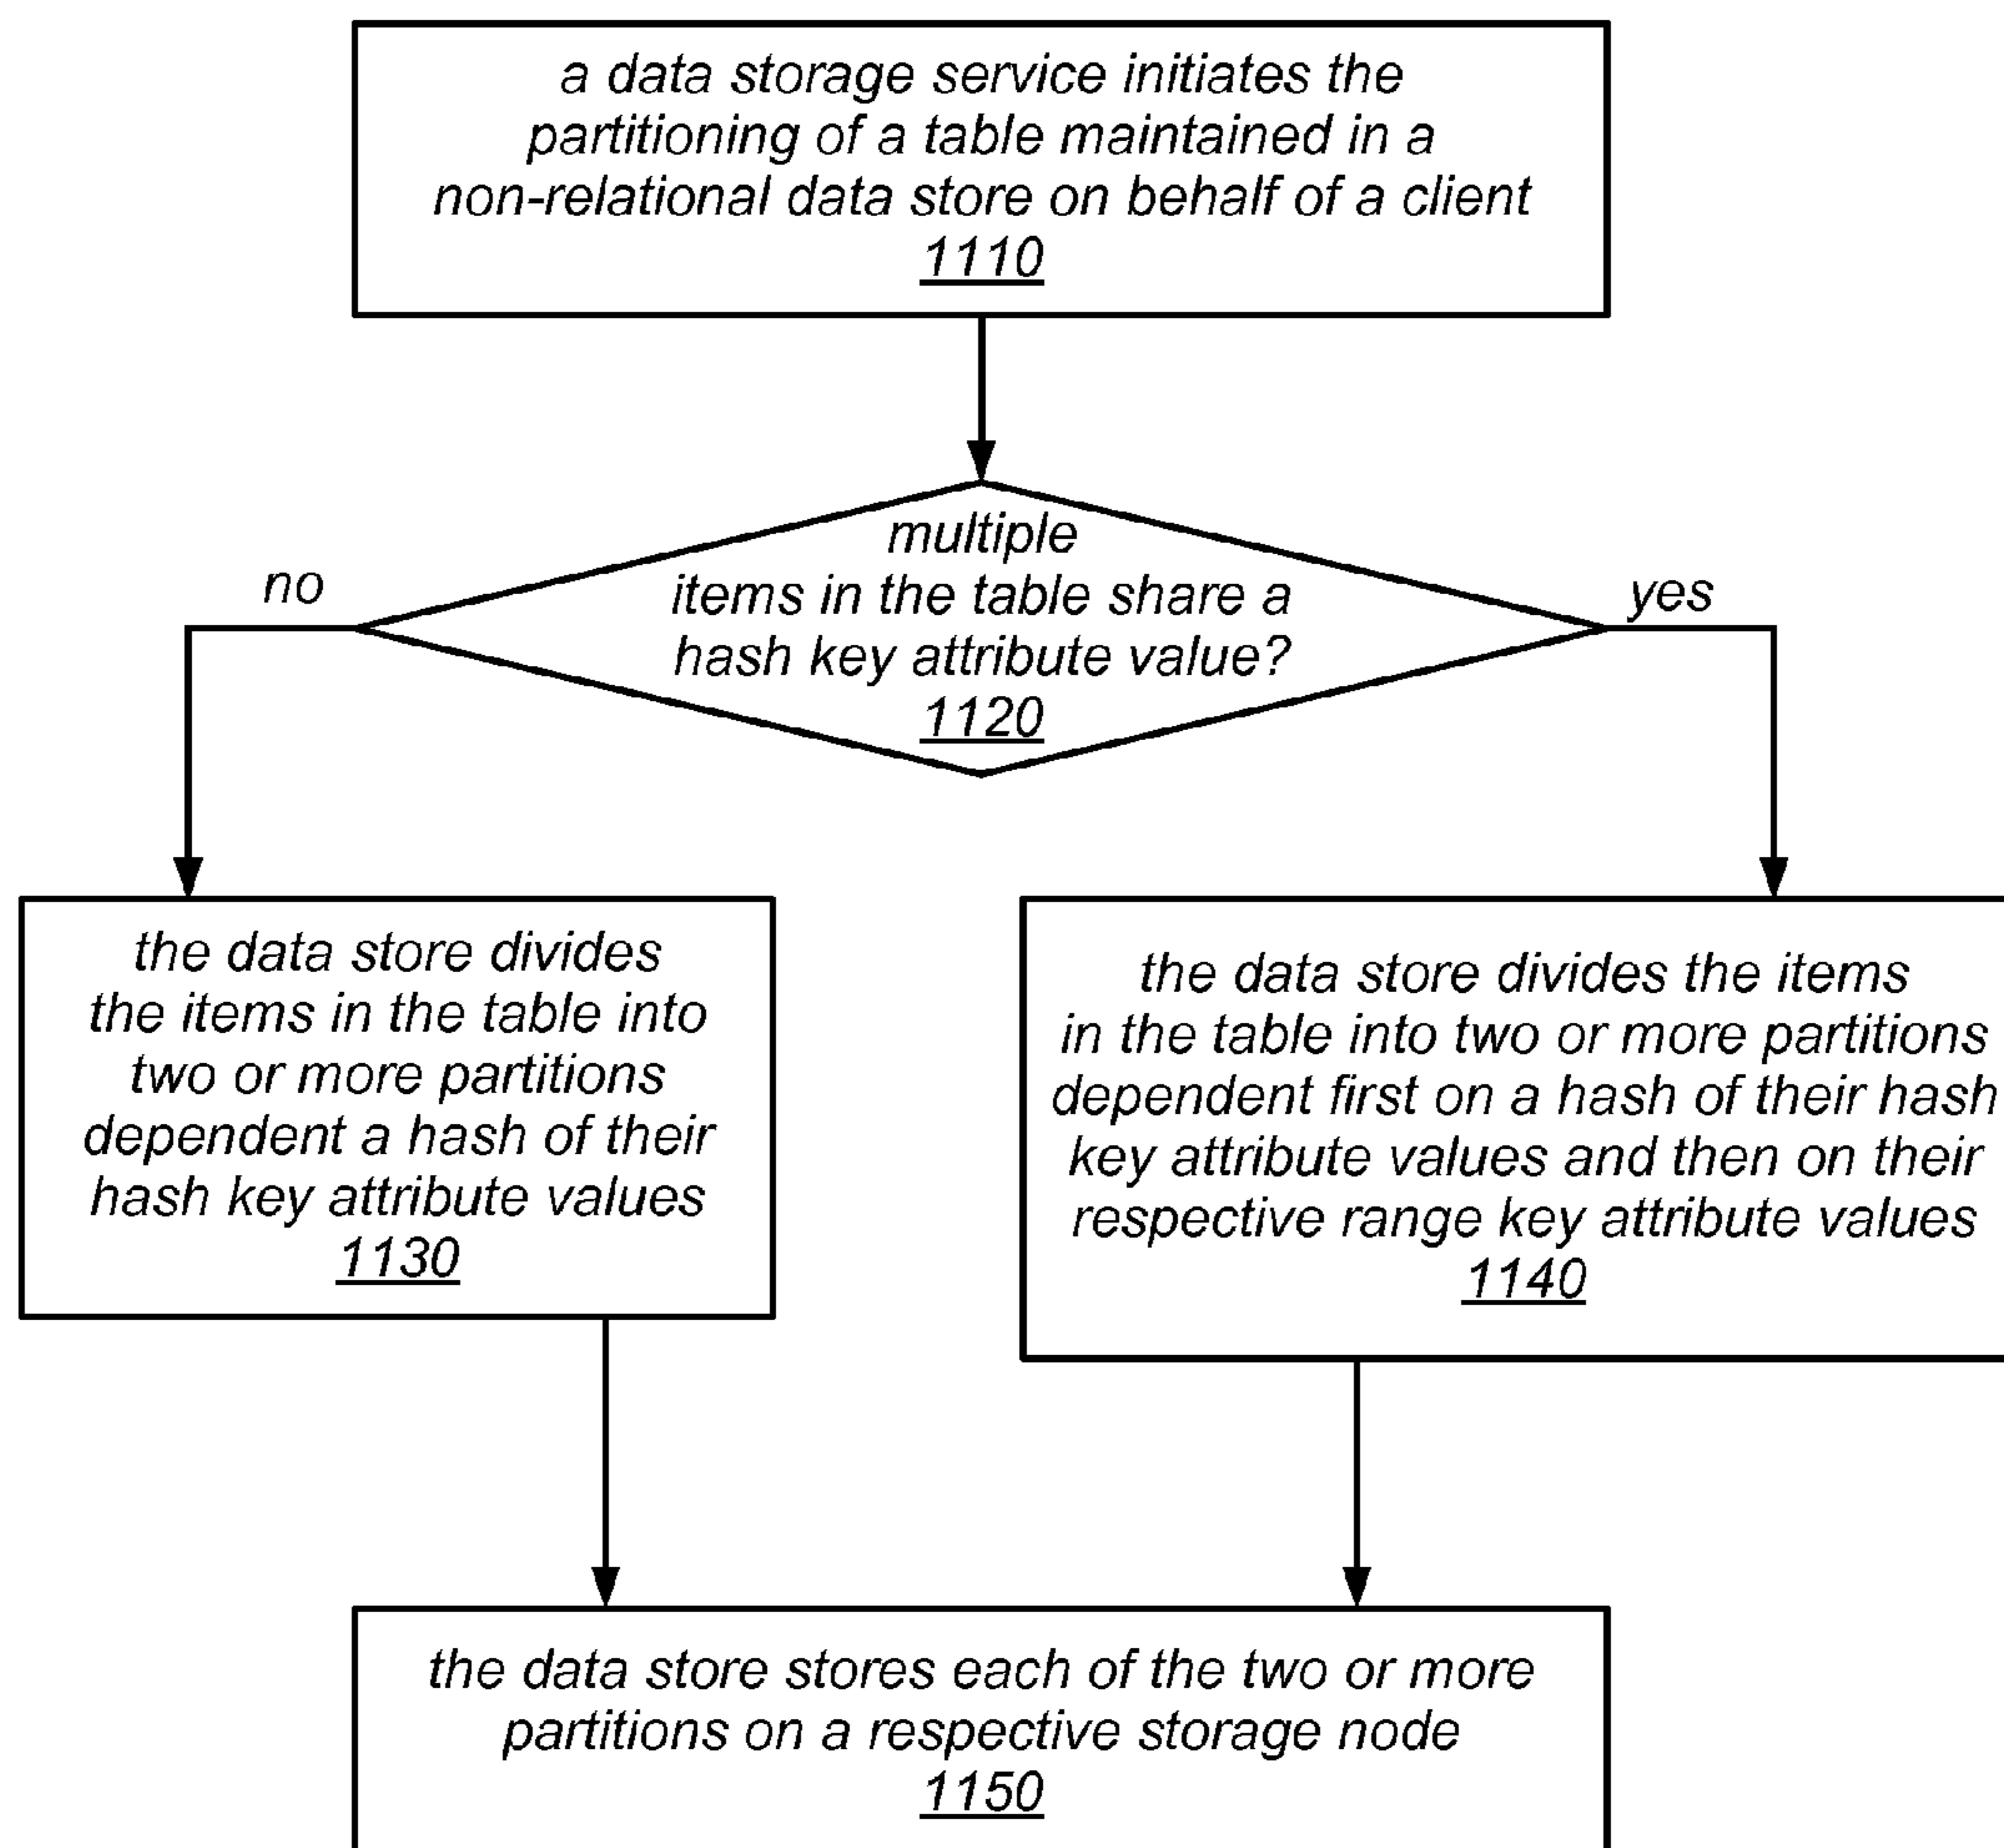 a data storage service initiates the
partitioning of a table maintained in a
non-relational data store on behalf of a client
1110
multiple
items in the table share a
hash key attribute value?
1120
no
yes
the data store divides
the items in the table into
two or more partitions
dependent a hash of their
hash key attribute values
1130
the data store divides the items
in the table into two or more partitions
dependent first on a hash of their hash
key attribute values and then on their
respective range key attribute values
1140
the data store stores each of the two or more
partitions on a respective storage node
1150